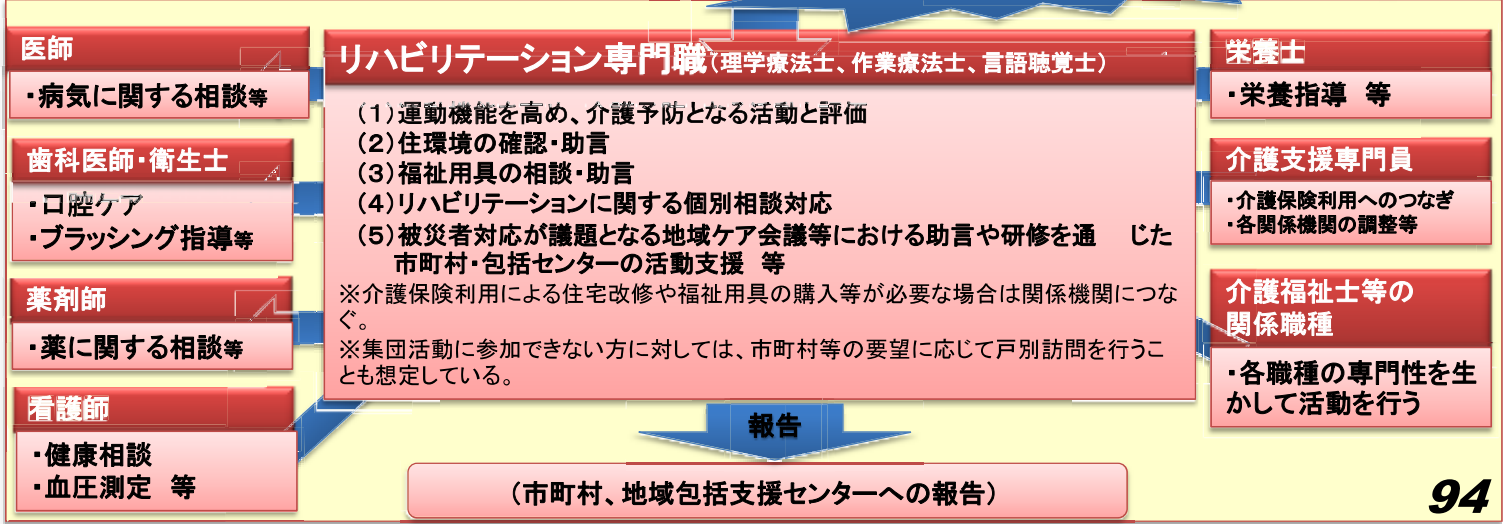 医師
・病気に関する相談等
歯科医師・衛生士
・口腔ケア
・ブラッシング指導等
薬剤師
・薬に関する相談等
看護師
・健康相談
・血圧測定　等
リハビリテーション専門職（理学療法士、作業療法士、言語聴覚士）
（１）運動機能を高め、介護予防となる活動と評価
（２）住環境の確認・助言
（３）福祉用具の相談・助言
（４）リハビリテーションに関する個別相談対応
（５）被災者対応が議題となる地域ケア会議等における助言や研修を通　じた
市町村・包括センターの活動支援　等
※介護保険利用による住宅改修や福祉用具の購入等が必要な場合は関係機関につな
ぐ。
※集団活動に参加できない方に対しては、市町村等の要望に応じて戸別訪問を行うこ
とも想定している。
報告
（市町村、地域包括支援センターへの報告）
栄養士
・栄養指導　等
介護支援専門員
・介護保険利用へのつなぎ
・各関係機関の調整等
介護福祉士等の
関係職種
・各職種の専門性を生
かして活動を行う
94